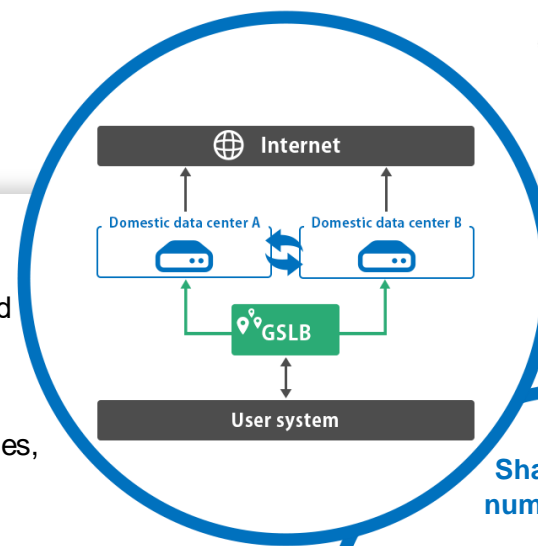 Internet
Domestic data center A
Domestic data center B
GSLB
User system